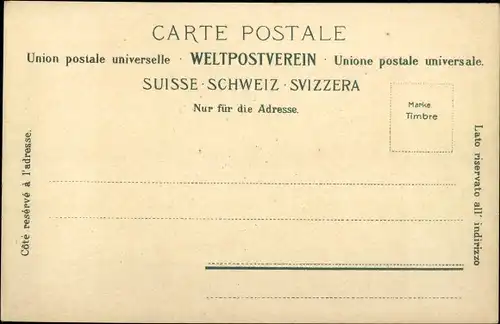 CARTE POSTALE
Union postale universelle · WELTPOSTVEREIN · Unione postale universale.
SUISSE · SCHWEIZ · SVIZZERA
Nur für die Adresse.
Marke
Timbre
Côté resérvé à l'adresse.
Lato riservato all' indirizzo